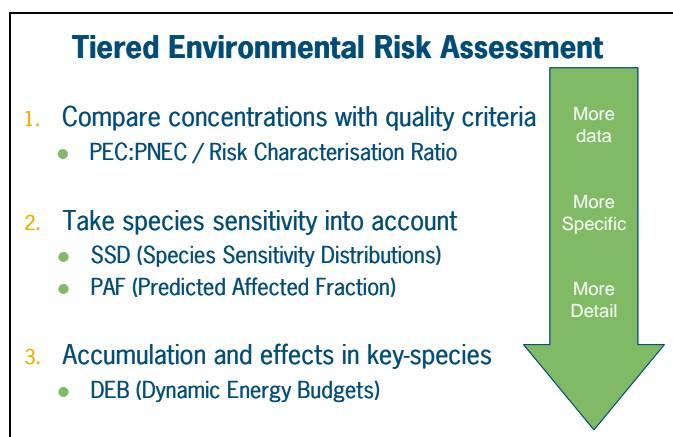 Tiered Environmental Risk Assessment
1. Compare concentrations with quality criteria
● PEC:PNEC / Risk Characterisation Ratio
2. Take species sensitivity into account
● SSD (Species Sensitivity Distributions)
● PAF (Predicted Affected Fraction)
3. Accumulation and effects in key-species
● DEB (Dynamic Energy Budgets)
More
data
More
Specific
More
Detail